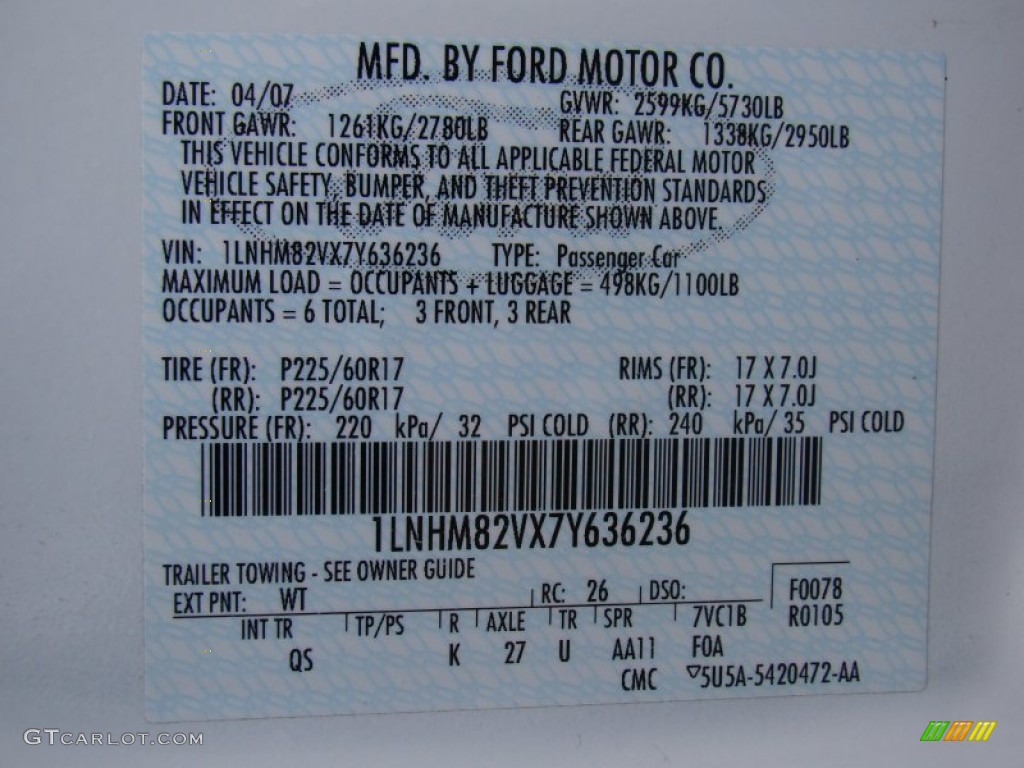 MFD. BY FORD MOTOR CO.
DATE: 04/07 GVWR: 2599KG/5730LB
FRONT GAWR: 1261KG/2780LB REAR GAWR: 1338KG/2950LB
THIS VEHICLE CONFORMS TO ALL APPLICABLE FEDERAL MOTOR
VEHICLE SAFETY, BUMPER, AND THEFT PREVENTION STANDARDS
IN EFFECT ON THE DATE OF MANUFACTURE SHOWN ABOVE.
VIN: 1LNHM82VX7Y636236 TYPE: Passenger Car
MAXIMUM LOAD = OCCUPANTS + LUGGAGE = 498KG/1100LB
OCCUPANTS = 6 TOTAL; 3 FRONT, 3 REAR
TIRE (FR): P225/60R17 RIMS (FR): 17 X 7.0J
(RR): P225/60R17 (RR): 17 X 7.0J
PRESSURE (FR): 220 kPa/ 32 PSI COLD (RR): 240 kPa/ 35 PSI COLD
1LNHM82VX7Y636236
TRAILER TOWING - SEE OWNER GUIDE
EXT PNT: WT RC: 26 DSO: F0078
INT TR TP/PS R AXLE TR SPR 7VC1B R0105
QS K 27 U AA11 FOA
CMC ▽5U5A-5420472-AA
GTCARLOT.COM